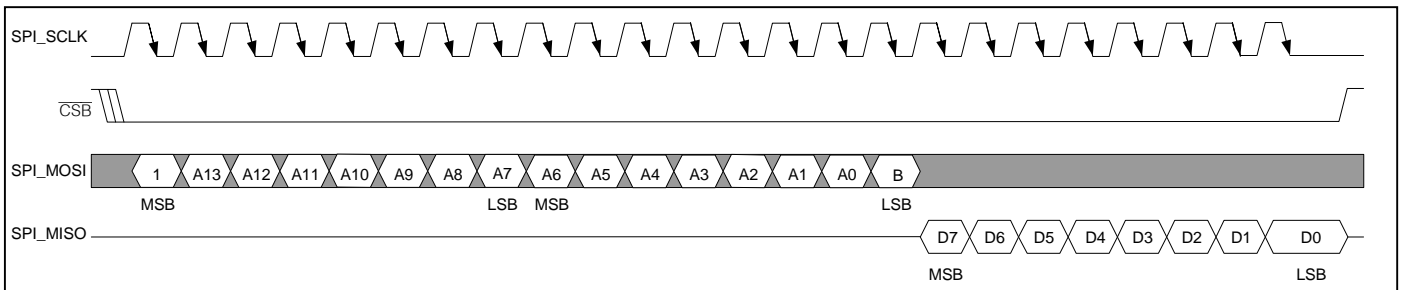 SPI_SCLK
CSB
SPI_MOSI 1 A13 A12 A11 A10 A9 A8 A7 A6 A5 A4 A3 A2 A1 A0 B
MSB LSB MSB LSB
SPI_MISO D7 D6 D5 D4 D3 D2 D1 D0
MSB LSB